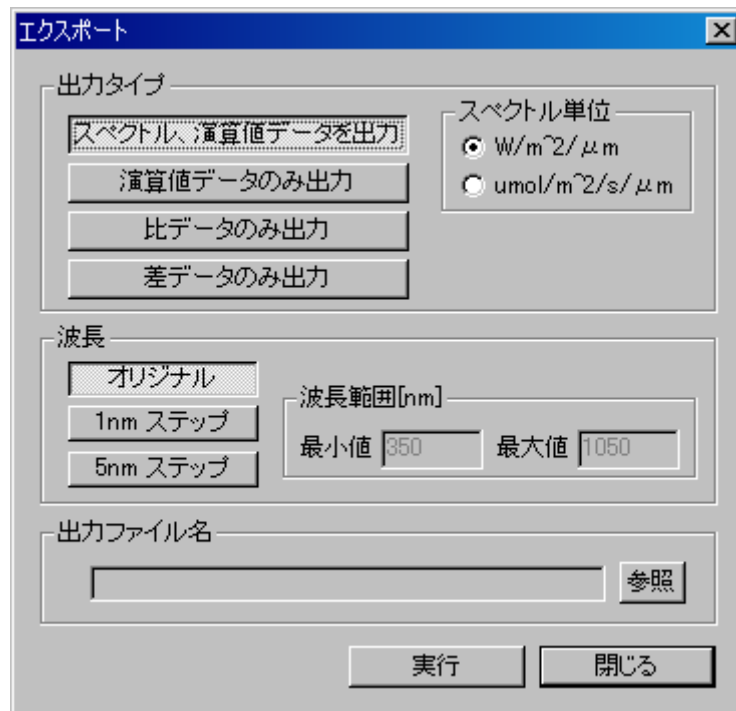 エクスポート
出力タイプ
スペクトル、演算値データを出力
演算値データのみ出力
比データのみ出力
差データのみ出力
スペクトル単位
W/m^2/μm
umol/m^2/s/μm
波長
オリジナル
1nm ステップ
5nm ステップ
波長範囲[nm]
最小値 350 最大値 1050
出力ファイル名
参照
実行 閉じる